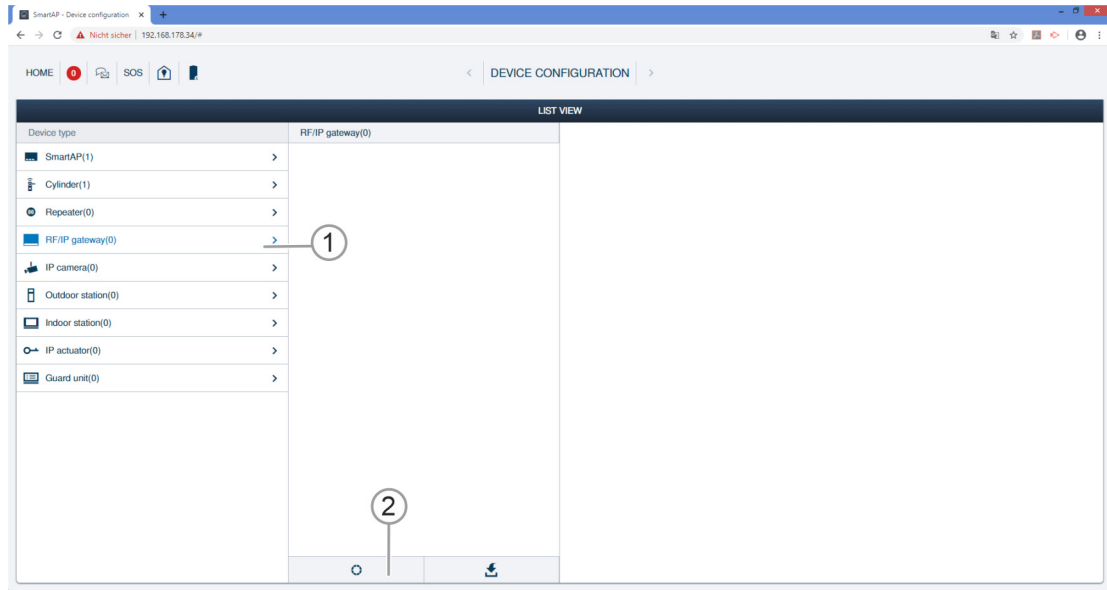 SmartAP - Device configuration
Nicht sicher | 192.168.178.34/#
HOME 0 SOS DEVICE CONFIGURATION
LIST VIEW
Device type RF/IP gateway(0)
SmartAP(1)
Cylinder(1)
Repeater(0)
RF/IP gateway(0)
1
IP camera(0)
Outdoor station(0)
Indoor station(0)
IP actuator(0)
Guard unit(0)
2